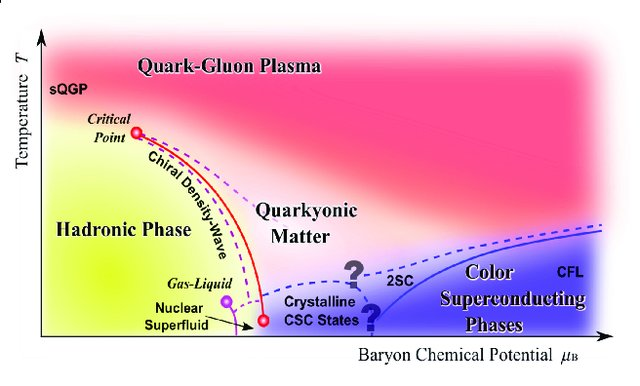 Quark-Gluon Plasma
sQGP
Critical
Point
Chiral Density-Wave
Hadronic Phase
Quarkyonic
Matter
Gas-Liquid
Nuclear
Superfluid
Crystalline
CSC States
?
?
2SC
Color
Superconducting
Phases
CFL
Temperature T
Baryon Chemical Potential μB